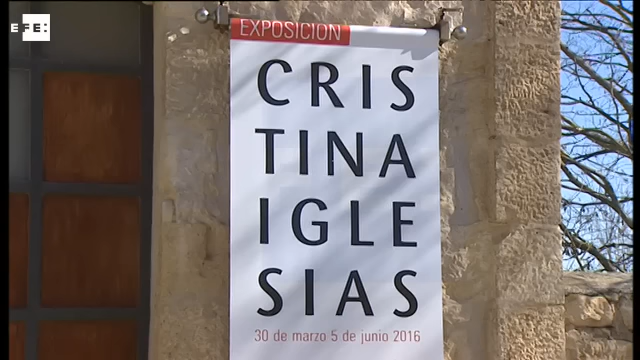 EFE:
EXPOSICION
CRIS
TINA
IGLE
SIAS
30 de marzo 5 de junio 2016